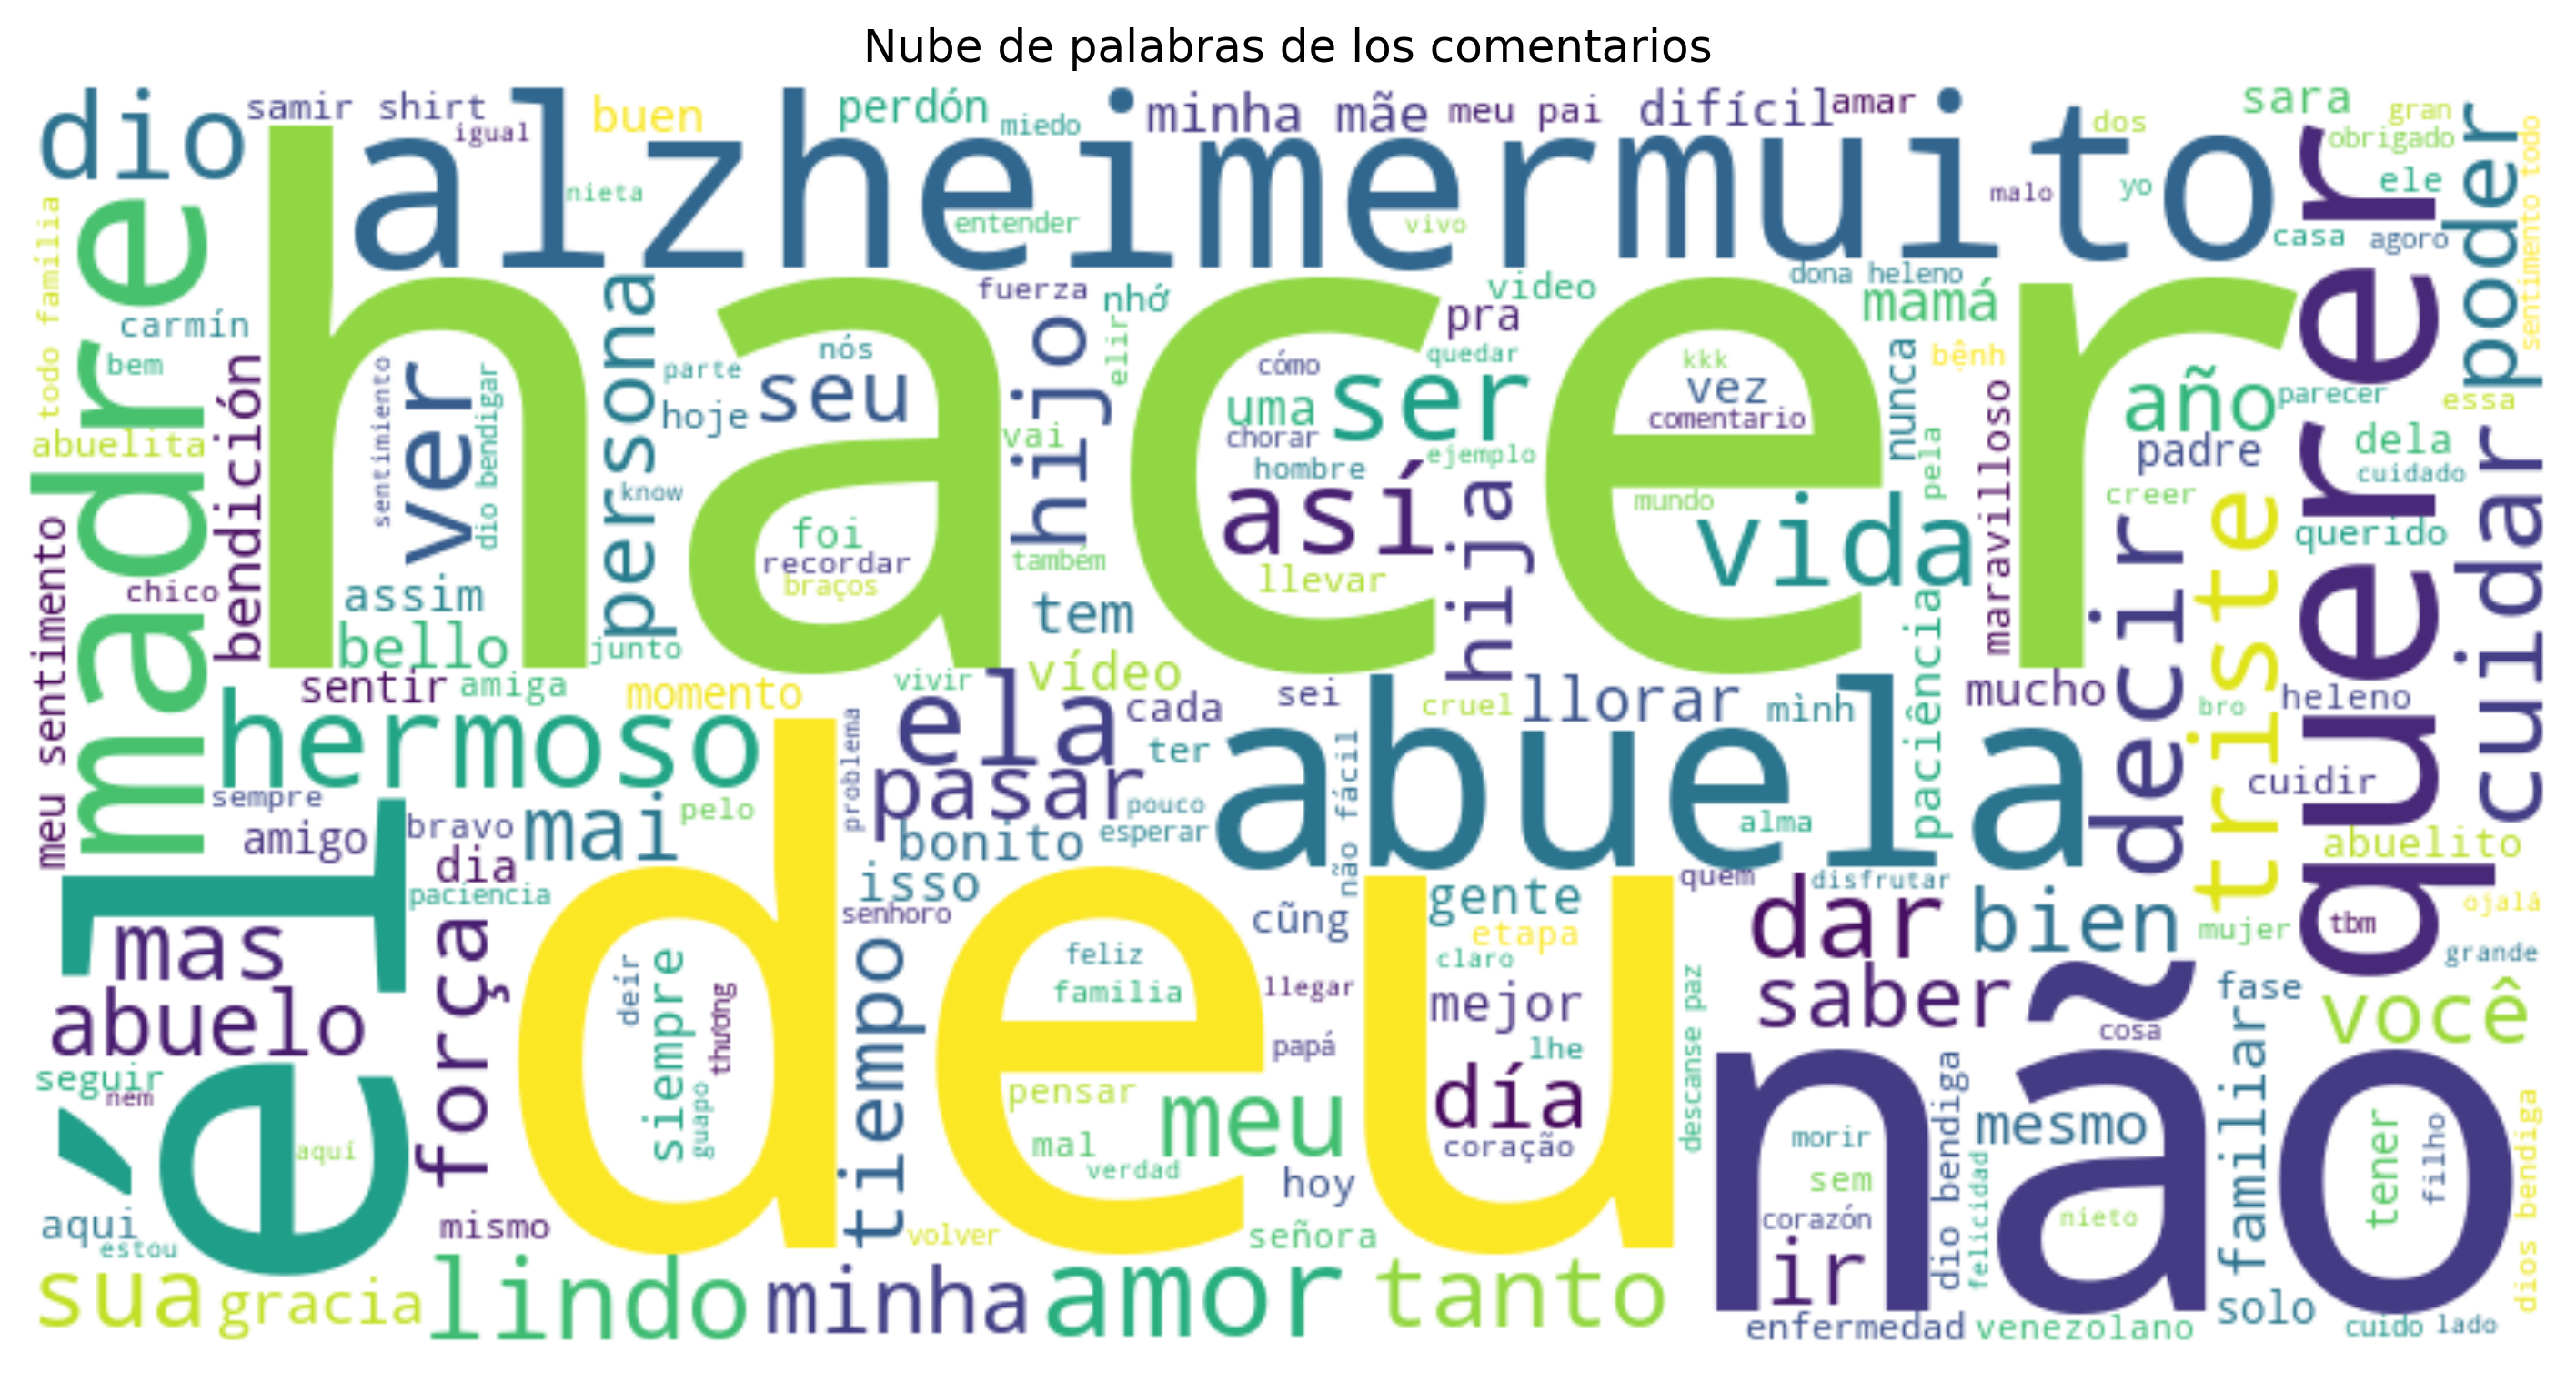 Nube de palabras de los comentarios
dio
samir
shirt
igual
buen
perdón
miedo
minha mãe
meu pai
difícil
amar
sara
gran
dos
obrigado
alzheimer
muito
nieta
entender
vivo
malo
yo
ele
casa
agoro
poder
sentimento todo
todo família
madre
carmín
bem
abuelita
bendición
hacer
persona
fuerza
nhớ
video
dona heleno
mamá
pra
hijo
elir
querer
sentimiento
ver
dio bendigar
parte
nós
hoje
seu
vai
cómo
quedar
uma
ser
chorar
hombre
ejemplo
kkk
vez
comentario
nunca
bênh
pela
maravilloso
año
parecer
essa
padre
dela
cuidado
creer
querido
cuidar
know
foi
recordar
braços
también
así
llevar
hija
mundo
vida
decir
triste
meu sentimento
chico
assim
bello
junto
tem
paciência
sentir
amiga
momento
vivir
vídeo
cada
sei
cruel
llorar
mình
mucho
bro
heleno
hermoso
problema
ela
ter
abuela
cuidir
sempre
amigo
bravo
mai
pelo
pasar
pouco
esperar
bonito
não fácil
alma
abuelito
dia
paciencia
isso
senhoro
gente
quem
disfrutar
él
mas
força
deu
cũng
etapa
claro
dar
bien
mujer
tbm
ojalá
grande
abuelo
deír
siempre
thương
guapo
tiempo
feliz
familia
llegar
mejor
descanse paz
saber
não
cosa
fase
você
seguir
nem
papá
lhe
pensar
meu
día
coração
mal
verdad
hoy
dio bendiga
mesmo
morir
familiar
tener
filho
aquí
sem
corazón
felicidad
nieto
dios bendiga
aqui
estou
mismo
volver
señora
ir
sua
gracia
lindo
minha
amor
tanto
enfermedad
venezolano
solo
cuido
lado